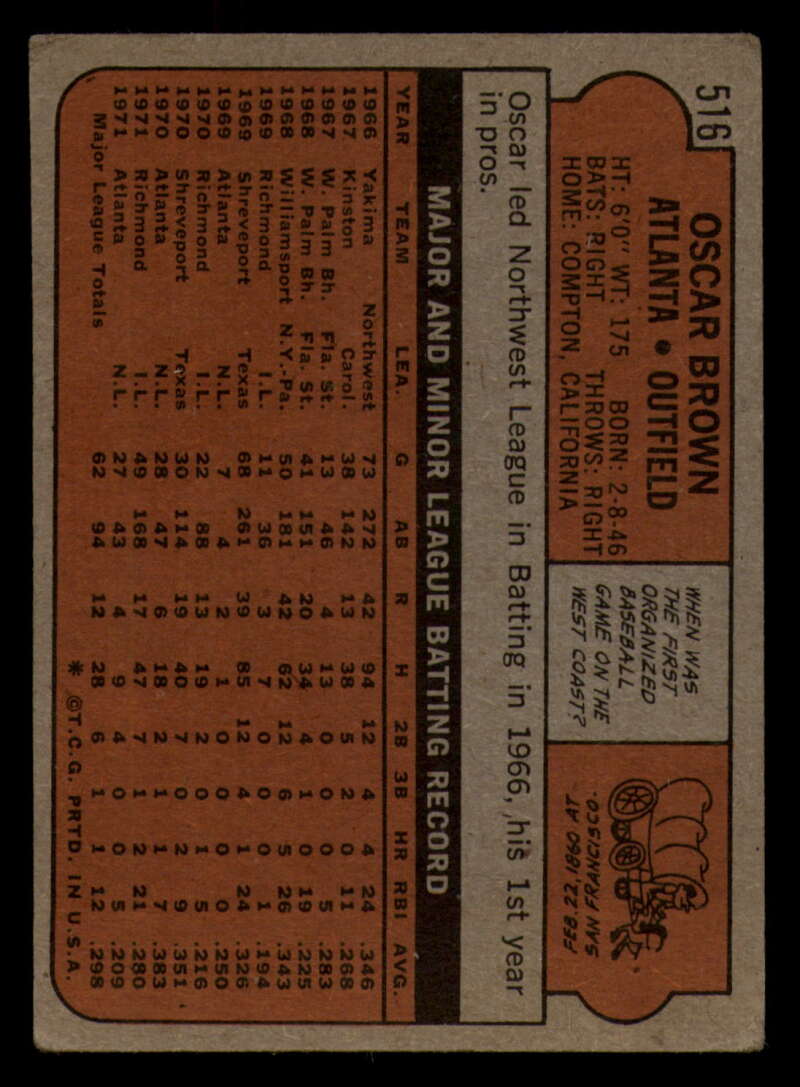 516
OSCAR BROWN
ATLANTA • OUTFIELD
HT: 6'0" WT: 175 BORN: 2-8-46
BATS: RIGHT THROWS: RIGHT
HOME: COMPTON, CALIFORNIA
WHEN WAS
THE FIRST
ORGANIZED
BASEBALL
GAME ON THE
WEST COAST?
FEB. 22, 1860 AT
SAN FRANCISCO.
Oscar led Northwest League in Batting in 1966, his 1st year
in pros.
MAJOR AND MINOR LEAGUE BATTING RECORD
YEAR TEAM LEA. G AB R H 2B 3B HR RBI AVG.
1966 Yakima Northwest 73 272 42 94 12 4 4 24 .346
1967 Kinston Carol. 38 142 13 38 5 2 0 11 .268
1967 W. Palm Bh. Fla. St. 13 46 4 13 0 0 0 5 .283
1968 W. Palm Bh. Fla. St. 41 151 20 34 4 1 0 19 .225
1968 Williamsport N.Y.-Pa. 50 181 42 62 12 6 5 26 .343
1969 Richmond I.L. 11 36 3 7 0 0 0 1 .194
1969 Shreveport Texas 68 261 39 85 12 4 1 24 .326
1969 Atlanta N.L. 7 4 2 1 0 0 0 0 .250
1970 Richmond I.L. 22 88 13 19 2 0 1 5 .216
1970 Shreveport Texas 30 114 19 40 7 0 2 9 .351
1970 Atlanta N.L. 28 47 6 18 2 1 1 7 .383
1971 Richmond I.L. 49 168 17 47 7 1 2 21 .280
1971 Atlanta N.L. 27 43 4 9 4 0 0 5 .209
Major League Totals 62 94 12 28 6 1 1 12 .298
* ©T.C.G. PRTD. IN U.S.A.